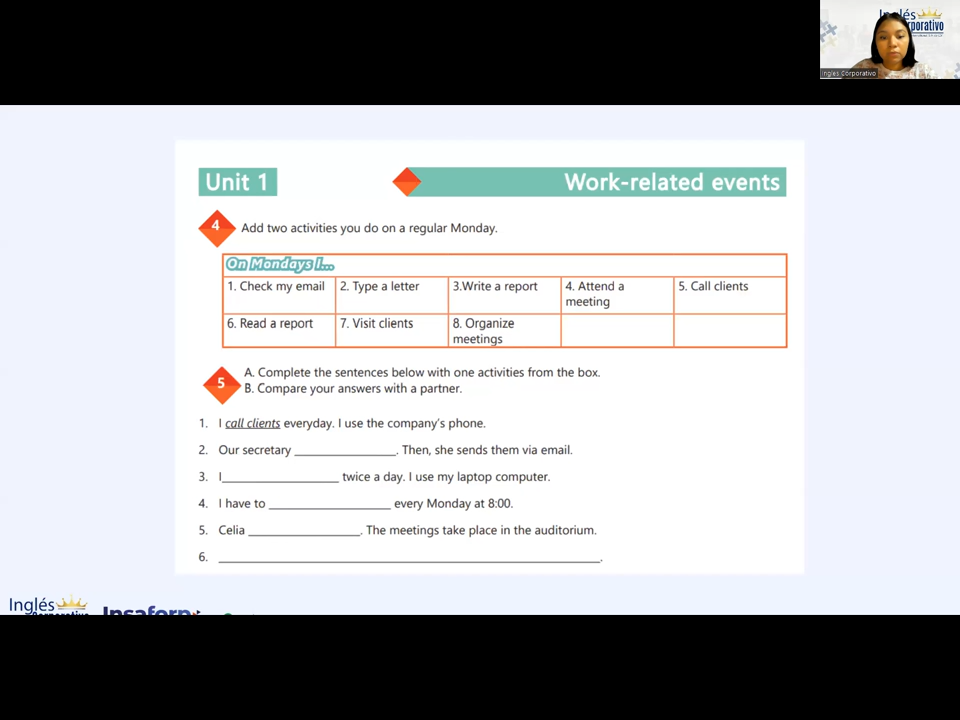 Inglés
Corporativo
Inglés Corporativo
Unit 1
Work-related events
4 Add two activities you do on a regular Monday.
On Mondays I...
1. Check my email 2. Type a letter 3.Write a report 4. Attend a meeting 5. Call clients
6. Read a report 7. Visit clients 8. Organize meetings
5 A. Complete the sentences below with one activities from the box.
B. Compare your answers with a partner.
1. I call clients everyday. I use the company's phone.
2. Our secretary _______________. Then, she sends them via email.
3. I_________________ twice a day. I use my laptop computer.
4. I have to __________________ every Monday at 8:00.
5. Celia ________________. The meetings take place in the auditorium.
6. ________________________________________________________.
Inglés
Corporativo
Insaforp